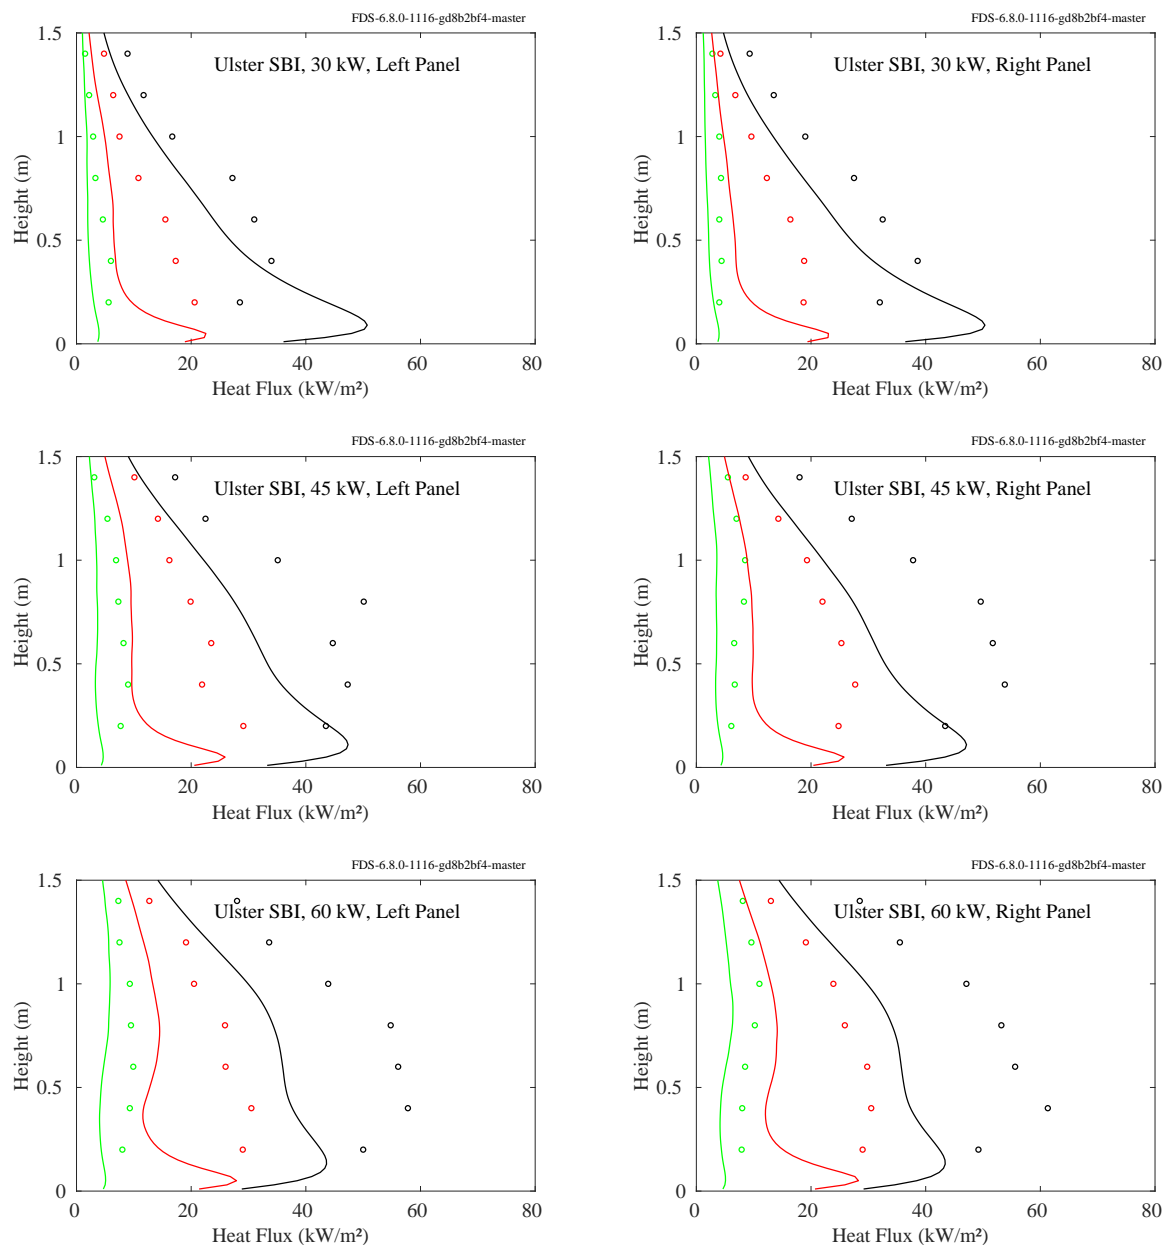 FDS-6.8.0-1116-gd8b2bf4-master
Ulster SBI, 30 kW, Left Panel
1.5
1
0.5
0
Height (m)
0 20 40 60 80
Heat Flux (kW/m²)
FDS-6.8.0-1116-gd8b2bf4-master
Ulster SBI, 30 kW, Right Panel
1.5
1
0.5
0
Height (m)
0 20 40 60 80
Heat Flux (kW/m²)
FDS-6.8.0-1116-gd8b2bf4-master
Ulster SBI, 45 kW, Left Panel
1.5
1
0.5
0
Height (m)
0 20 40 60 80
Heat Flux (kW/m²)
FDS-6.8.0-1116-gd8b2bf4-master
Ulster SBI, 45 kW, Right Panel
1.5
1
0.5
0
Height (m)
0 20 40 60 80
Heat Flux (kW/m²)
FDS-6.8.0-1116-gd8b2bf4-master
Ulster SBI, 60 kW, Left Panel
1.5
1
0.5
0
Height (m)
0 20 40 60 80
Heat Flux (kW/m²)
FDS-6.8.0-1116-gd8b2bf4-master
Ulster SBI, 60 kW, Right Panel
1.5
1
0.5
0
Height (m)
0 20 40 60 80
Heat Flux (kW/m²)